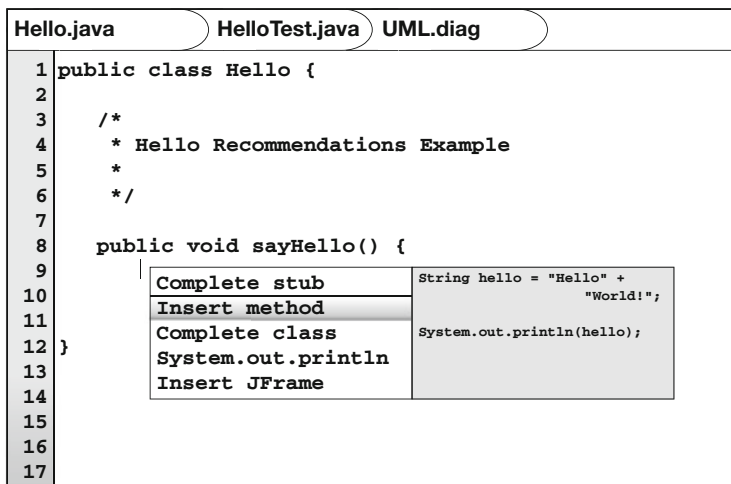 Hello.java HelloTest.java UML.diag
1 public class Hello {
2
3 /*
4 * Hello Recommendations Example
5 *
6 */
7
8 public void sayHello() {
9
Complete stub
10
Insert method
11
Complete class
12 }
System.out.println
13
Insert JFrame
14
15
16
17
String hello = "Hello" +
"World!";
System.out.println(hello);